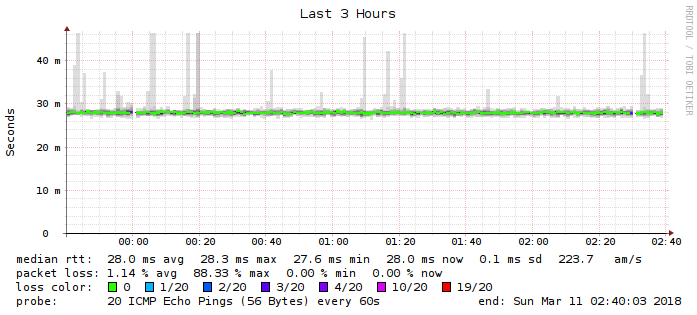 Last 3 Hours
RRDTOOL / TOBI OETIKER
Seconds
40 m
30 m
20 m
10 m
0
00:00 00:20 00:40 01:00 01:20 01:40 02:00 02:20 02:40
median rtt: 28.0 ms avg 28.3 ms max 27.6 ms min 28.0 ms now 0.1 ms sd 223.7 am/s
packet loss: 1.14 % avg 88.33 % max 0.00 % min 0.00 % now
loss color: 0 1/20 2/20 3/20 4/20 10/20 19/20
probe: 20 ICMP Echo Pings (56 Bytes) every 60s end: Sun Mar 11 02:40:03 2018